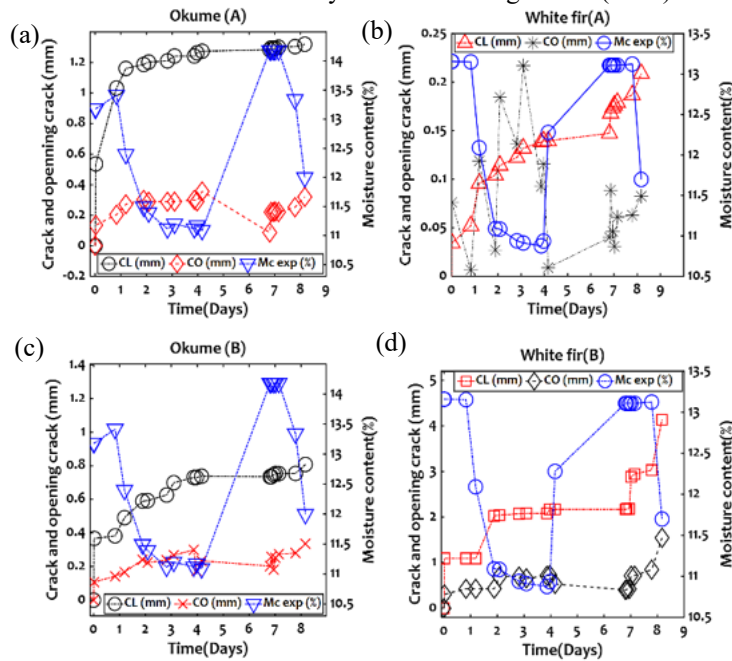 (a)
Okume (A)
Crack and openning crack (mm)
1.2
1
0.8
0.6
0.4
0.2
0
-0.2
CL (mm) CO (mm) Mc exp (%)
0 1 2 3 4 5 6 7 8 9
Time(Days)
14
13.5
13
12.5
12
11.5
11
10.5
Moisture content(%)
(b)
White fir(A)
Crack and opening crack (mm)
0.25
0.2
0.15
0.1
0.05
0
CL (mm) CO (mm) Mc exp (%)
0 1 2 3 4 5 6 7 8 9
Time(Days)
13.5
13
12.5
12
11.5
11
10.5
Moisture content(%)
(c)
Okume (B)
Crack and opening crack (mm)
1.4
1.2
1
0.8
0.6
0.4
0.2
0
CL (mm) CO (mm) Mc exp (%)
0 1 2 3 4 5 6 7 8 9
Time(Days)
14
13.5
13
12.5
12
11.5
11
10.5
Moisture content(%)
(d)
White fir(B)
Crack and opening crack (mm)
5
4
3
2
1
0
CL (mm) CO (mm) Mc exp (%)
0 1 2 3 4 5 6 7 8 9
Time(Days)
13.5
13
12.5
12
11.5
11
10.5
Moisture content(%)